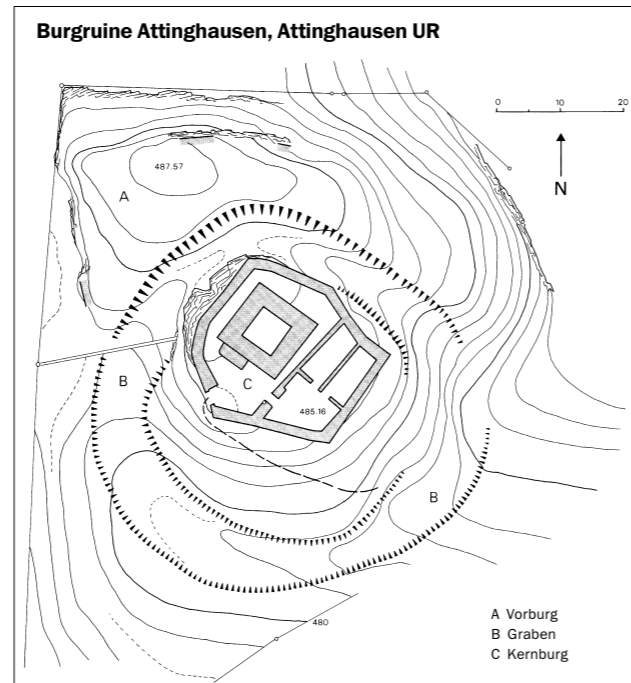 Burgruine Attinghausen, Attinghausen UR
0 10 20
N
487.57
A
B
C
485.16
B
480
A Vorburg
B Graben
C Kernburg